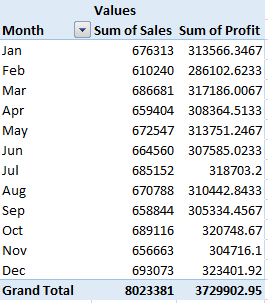 Values
Month Sum of Sales Sum of Profit
Jan 676313 313566.3467
Feb 610240 286102.6233
Mar 686681 317186.0067
Apr 659404 308364.5133
May 672547 313751.2467
Jun 664560 307585.0233
Jul 685152 318703.2
Aug 670788 310442.8433
Sep 658844 305334.4567
Oct 689116 320748.67
Nov 656663 304716.1
Dec 693073 323401.92
Grand Total 8023381 3729902.95